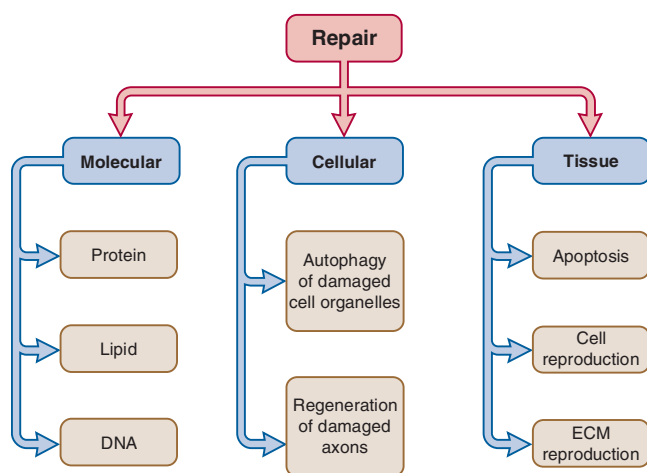 Repair
Molecular
Cellular
Tissue
Protein
Lipid
DNA
Autophagy
of damaged
cell organelles
Regeneration
of damaged
axons
Apoptosis
Cell
reproduction
ECM
reproduction